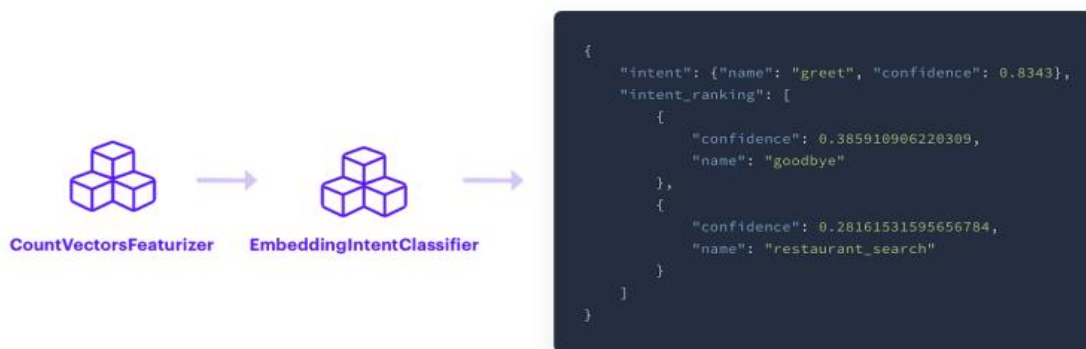 CountVectorsFeaturizer
EmbeddingIntentClassifier
{
"intent": {"name": "greet", "confidence": 0.8343},
"intent_ranking": [
{
"confidence": 0.385910906220309,
"name": "goodbye"
},
{
"confidence": 0.28161531595656784,
"name": "restaurant_search"
}
]
}